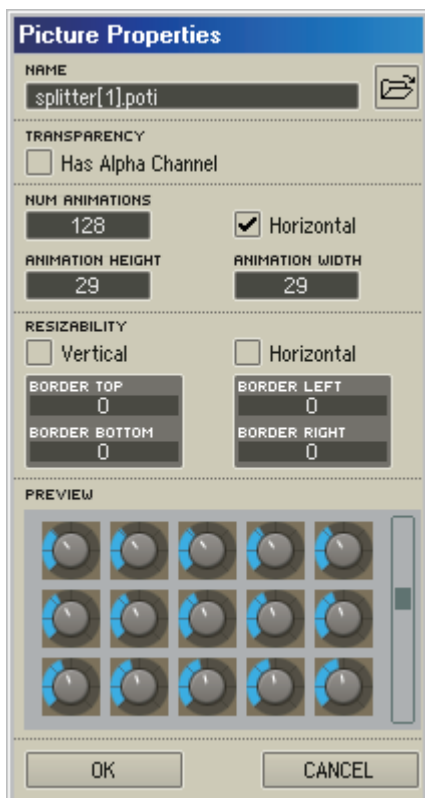 Picture Properties
NAME
splitter[1].poti
TRANSPARENCY
Has Alpha Channel
NUM ANIMATIONS
128
Horizontal
ANIMATION HEIGHT
ANIMATION WIDTH
29
29
RESIZABILITY
Vertical
Horizontal
BORDER TOP
0
BORDER LEFT
0
BORDER BOTTOM
0
BORDER RIGHT
0
PREVIEW
OK
CANCEL